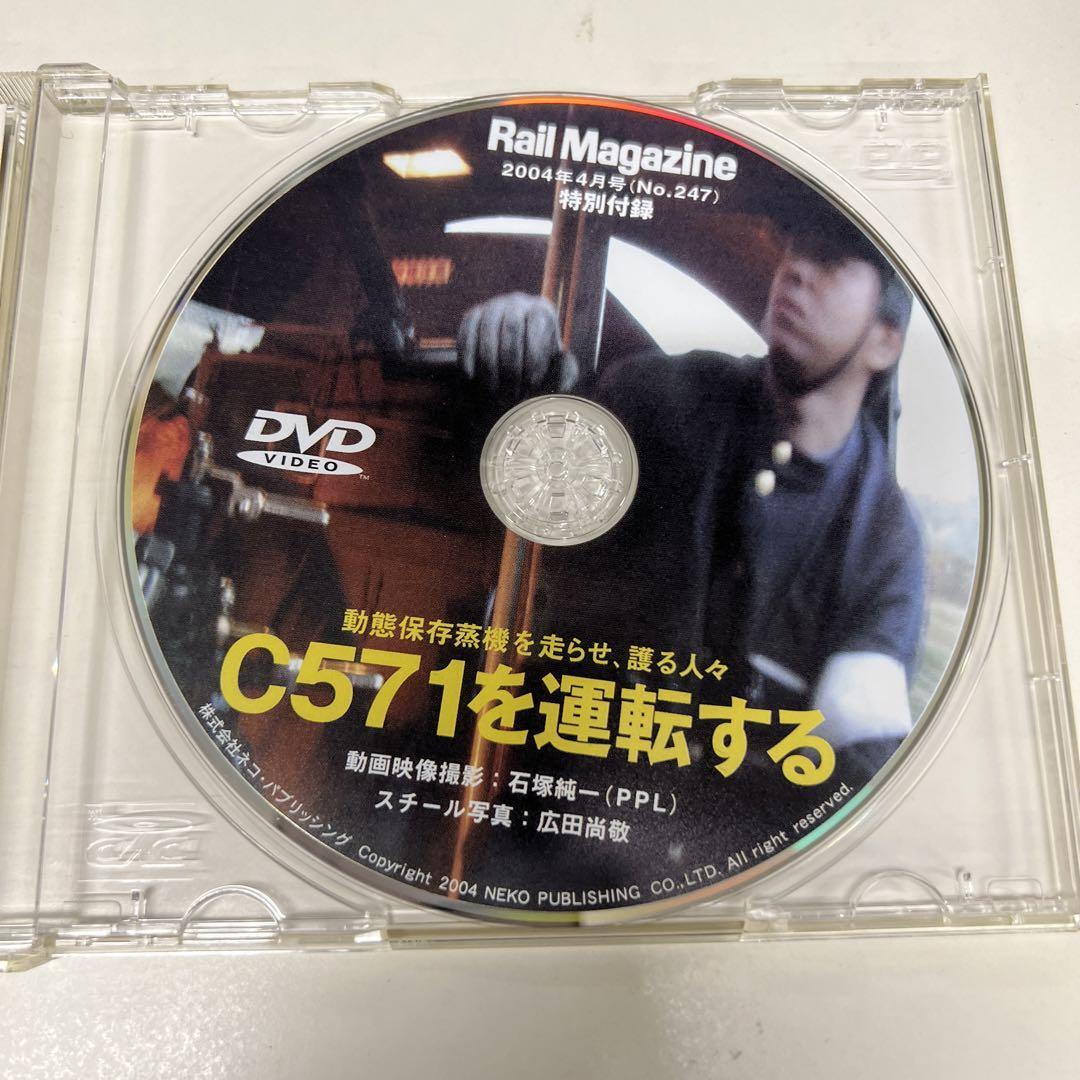 Rail Magazine
2004年4月号(No.247)
特別付録
DVD
VIDEO
TM
動態保存蒸機を走らせ、護る人々
C571を運転する
動画映像撮影：石塚純一(PPL)
スチール写真：広田尚敬
株式会社ネコ・パブリッシング Copyright 2004 NEKO PUBLISHING CO.,LTD. All right reserved.